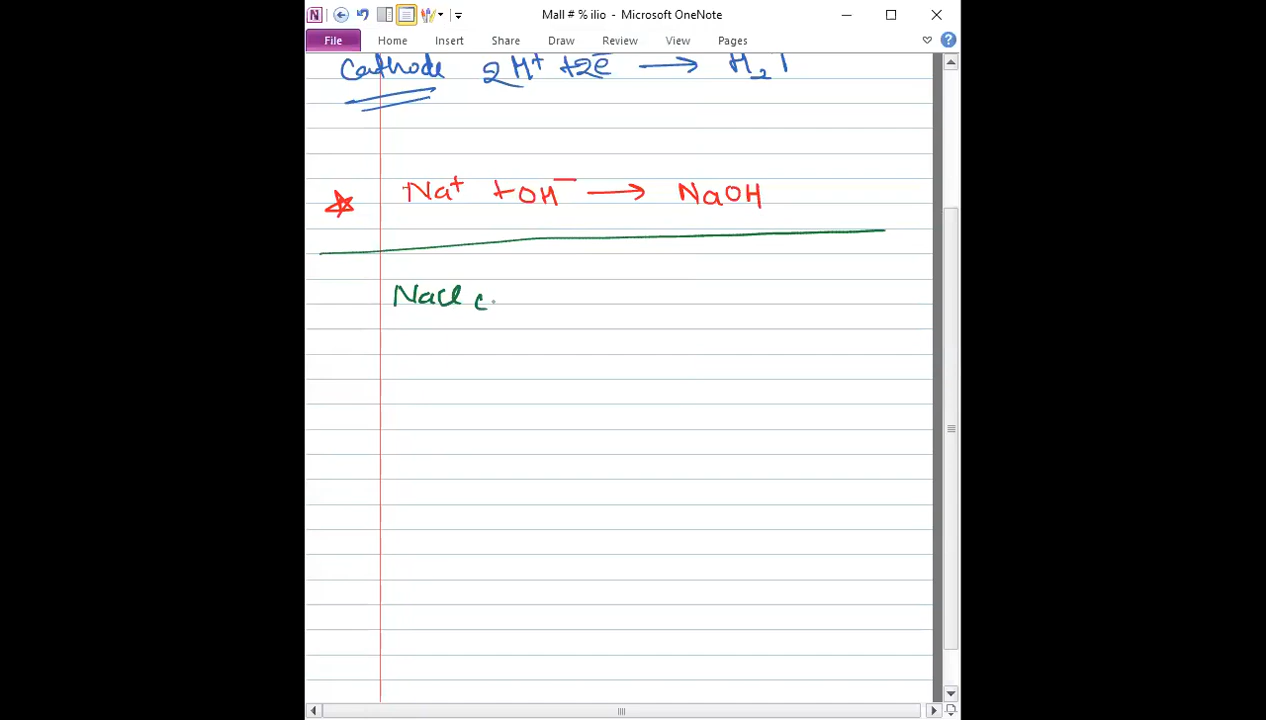 Mall # % ilio - Microsoft OneNote
File Home Insert Share Draw Review View Pages
Cathode 2H⁺ +2e̅ → H₂↑
Na⁺ + OH⁻ → NaOH
NaCl c